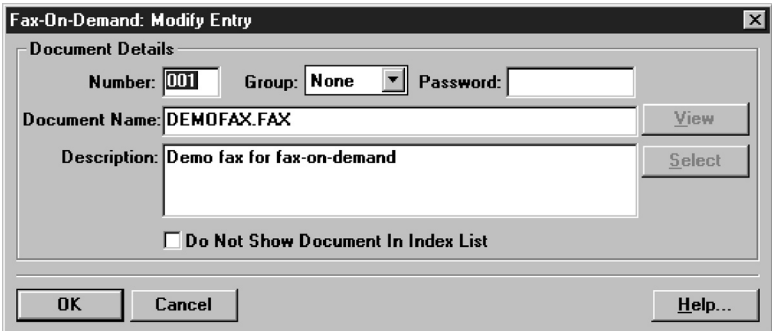 Fax-On-Demand: Modify Entry
Document Details
Number: 001 Group: None Password:
Document Name: DEMOFAX.FAX View
Description: Demo fax for fax-on-demand Select
Do Not Show Document In Index List
OK Cancel Help...